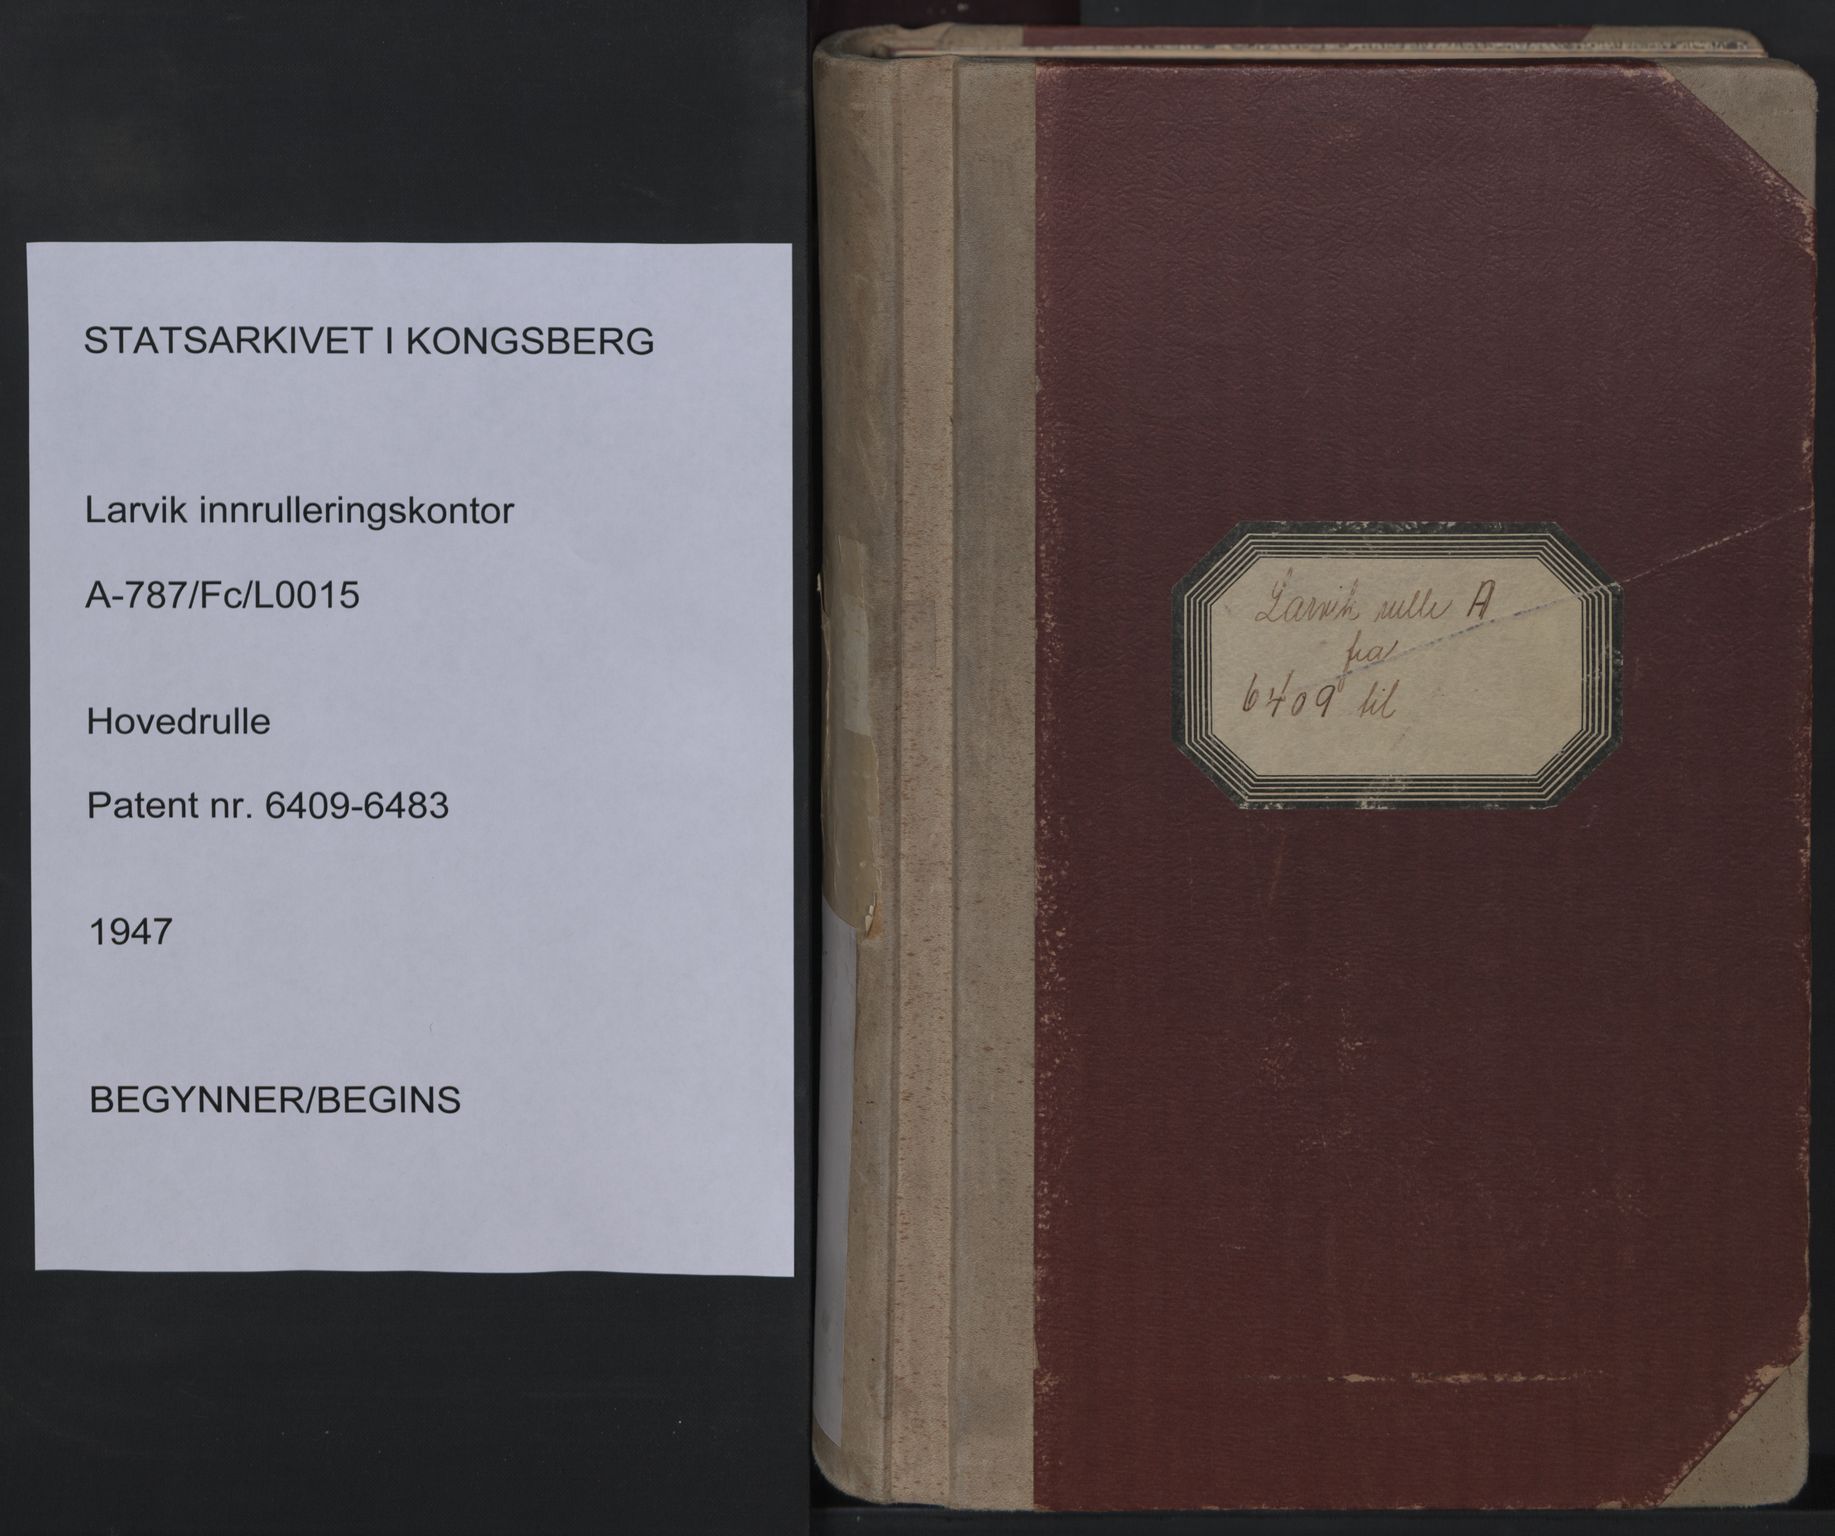 STATSARKIVET I KONGSBERG
Larvik innrulleringskontor
A-787/Fc/L0015
Hovedrulle
Patent nr. 6409-6483
1947
BEGYNNER/BEGINS
Larvik rulle A
fra
6409 til